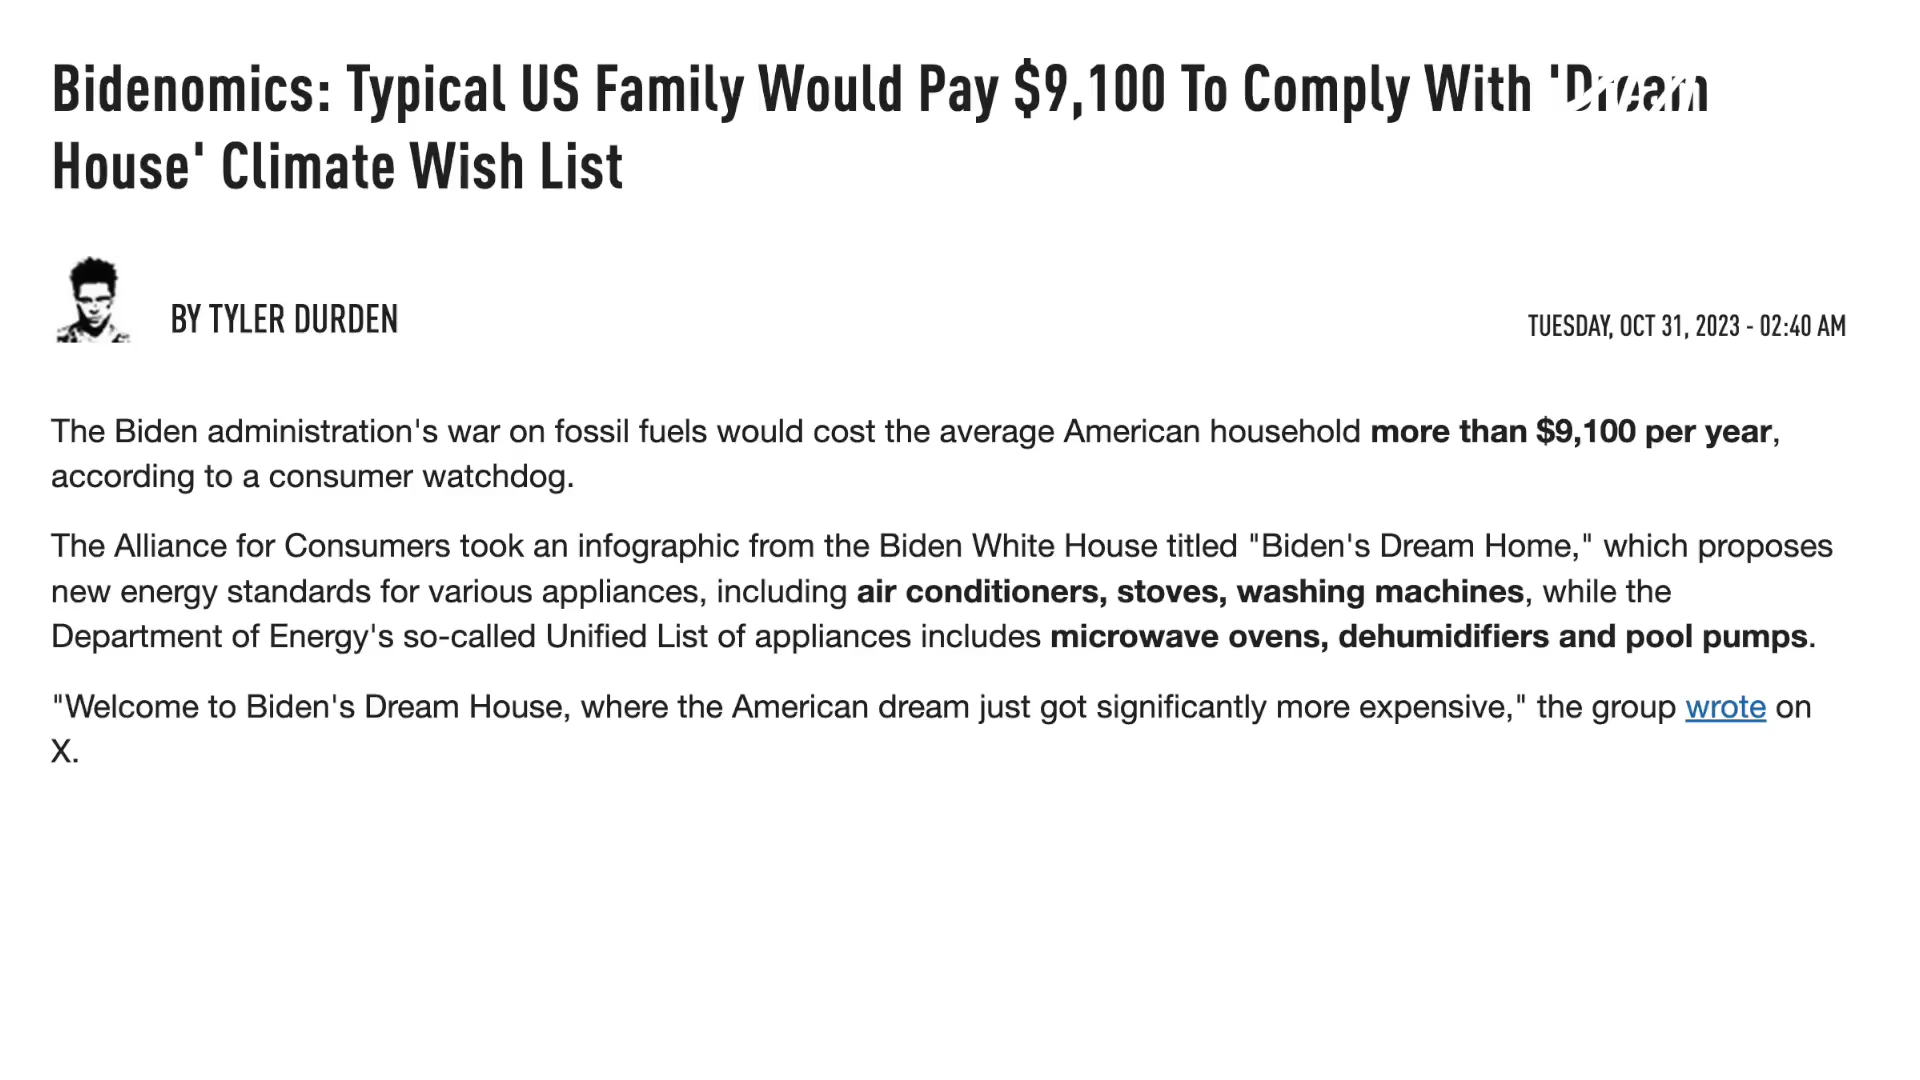 Bidenomics: Typical US Family Would Pay $9,100 To Comply With 'Dream
House' Climate Wish List
BY TYLER DURDEN
TUESDAY, OCT 31, 2023 - 02:40 AM
The Biden administration's war on fossil fuels would cost the average American household more than $9,100 per year,
according to a consumer watchdog.
The Alliance for Consumers took an infographic from the Biden White House titled "Biden's Dream Home," which proposes
new energy standards for various appliances, including air conditioners, stoves, washing machines, while the
Department of Energy's so-called Unified List of appliances includes microwave ovens, dehumidifiers and pool pumps.
"Welcome to Biden's Dream House, where the American dream just got significantly more expensive," the group wrote on
X.